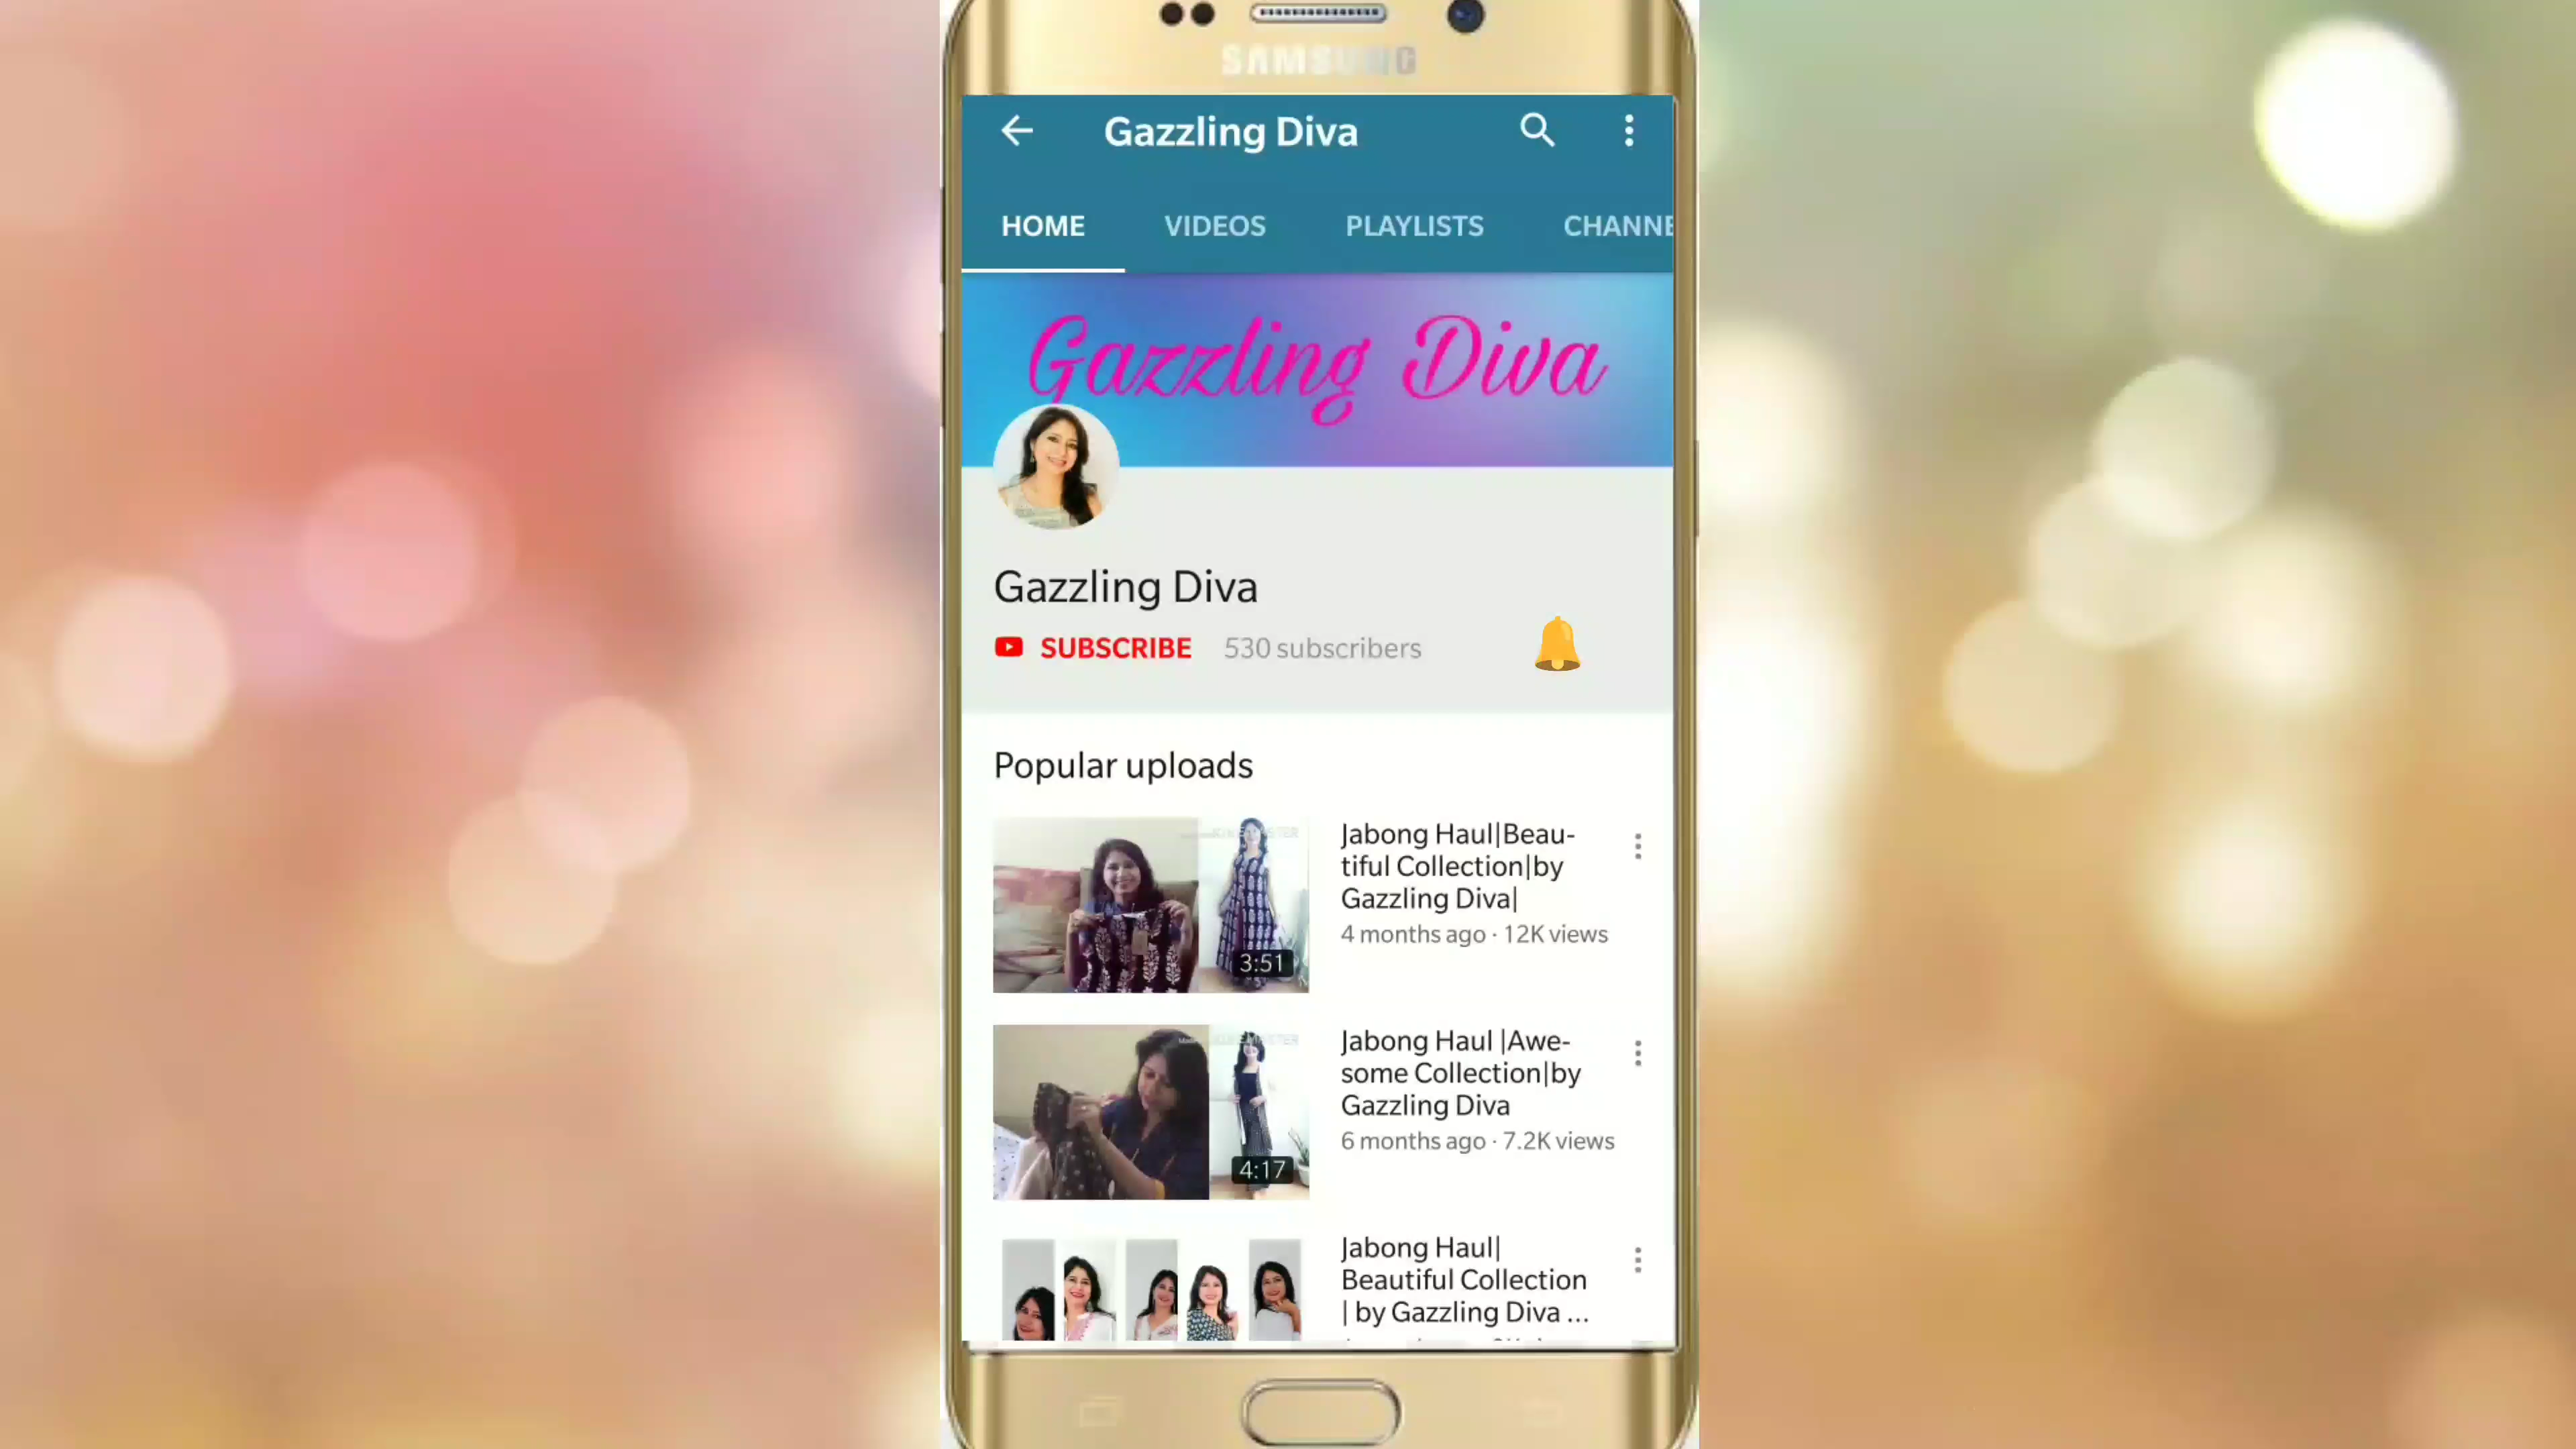 SAMSUNG
Gazzling Diva
HOME VIDEOS PLAYLISTS CHANNE
Gazzling Diva
Gazzling Diva
SUBSCRIBE 530 subscribers
Popular uploads
Jabong Haul|Beau-
tiful Collection|by
Gazzling Diva|
4 months ago · 12K views
3:51
Jabong Haul |Awe-
some Collection|by
Gazzling Diva
6 months ago · 7.2K views
4:17
Jabong Haul|
Beautiful Collection
| by Gazzling Diva ...